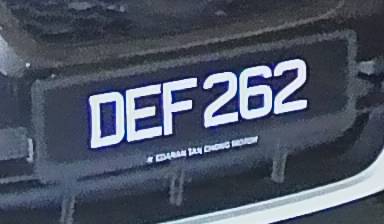 DEF 262
EDARAN TAN CHONG MOTOR